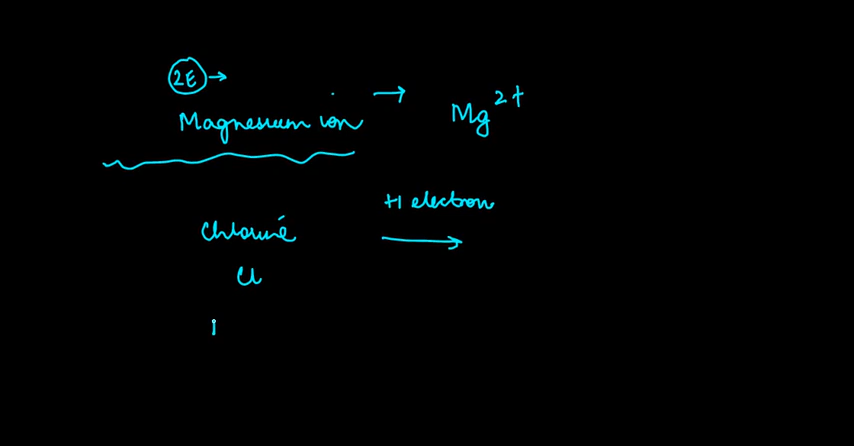 2E →
Magnesium ion → Mg²⁺
+1 electron
Chlorine →
Cl